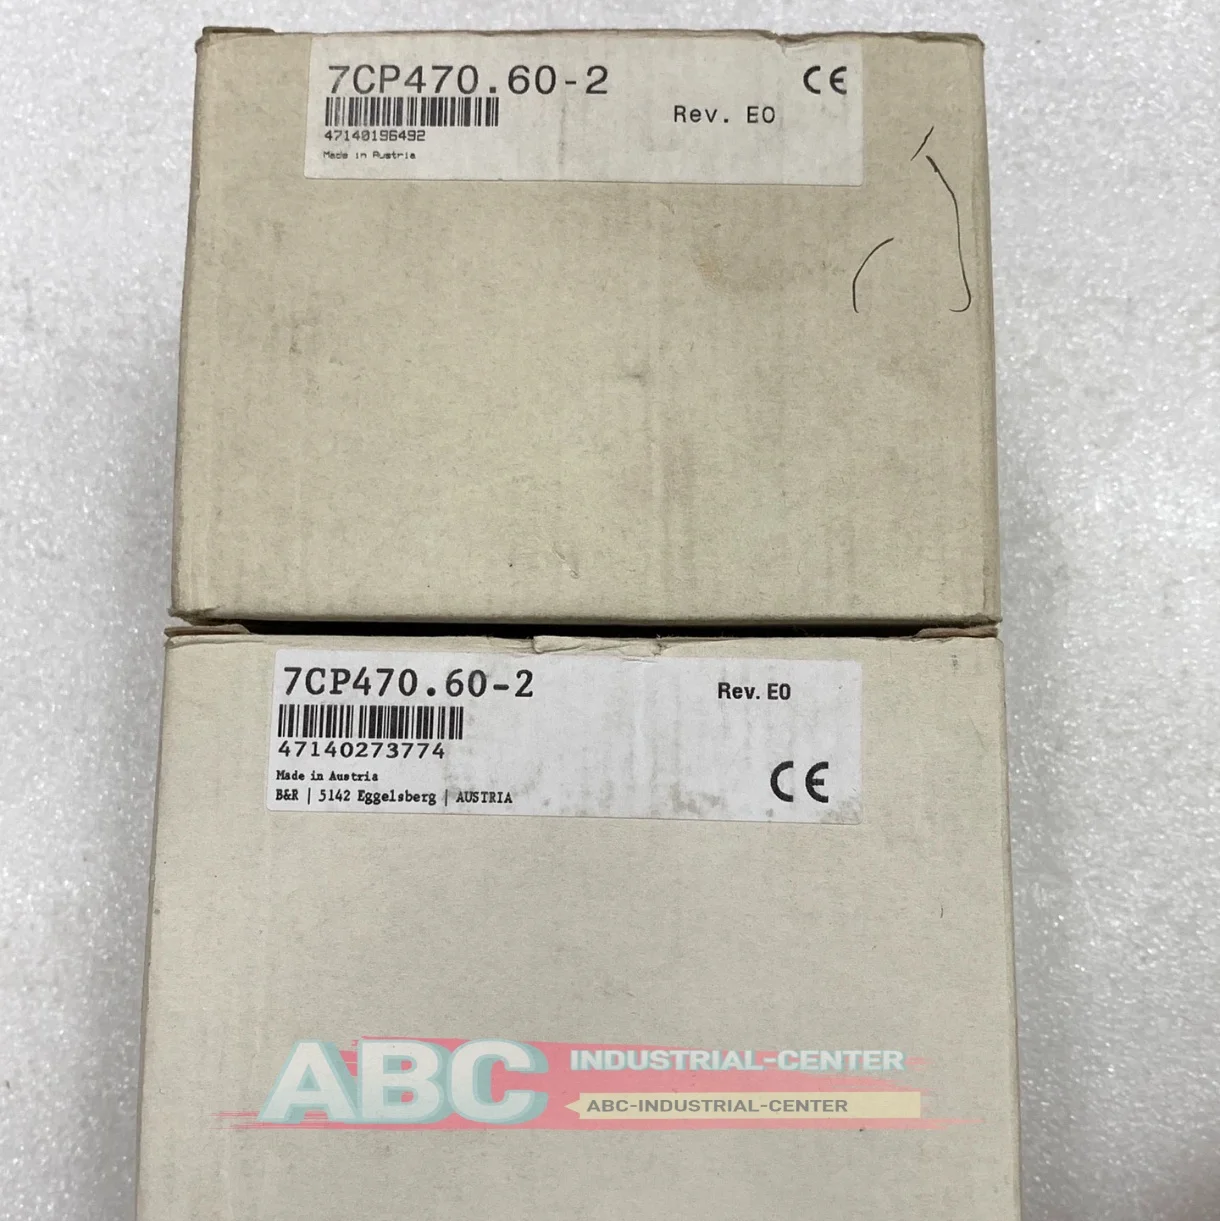 7CP470.60-2
CE
Rev. E0
47140196492
Made in Austria
7CP470.60-2
Rev. E0
47140273774
Made in Austria
CE
B&R | 5142 Eggelsberg | AUSTRIA
ABC INDUSTRIAL-CENTER
ABC-INDUSTRIAL-CENTER